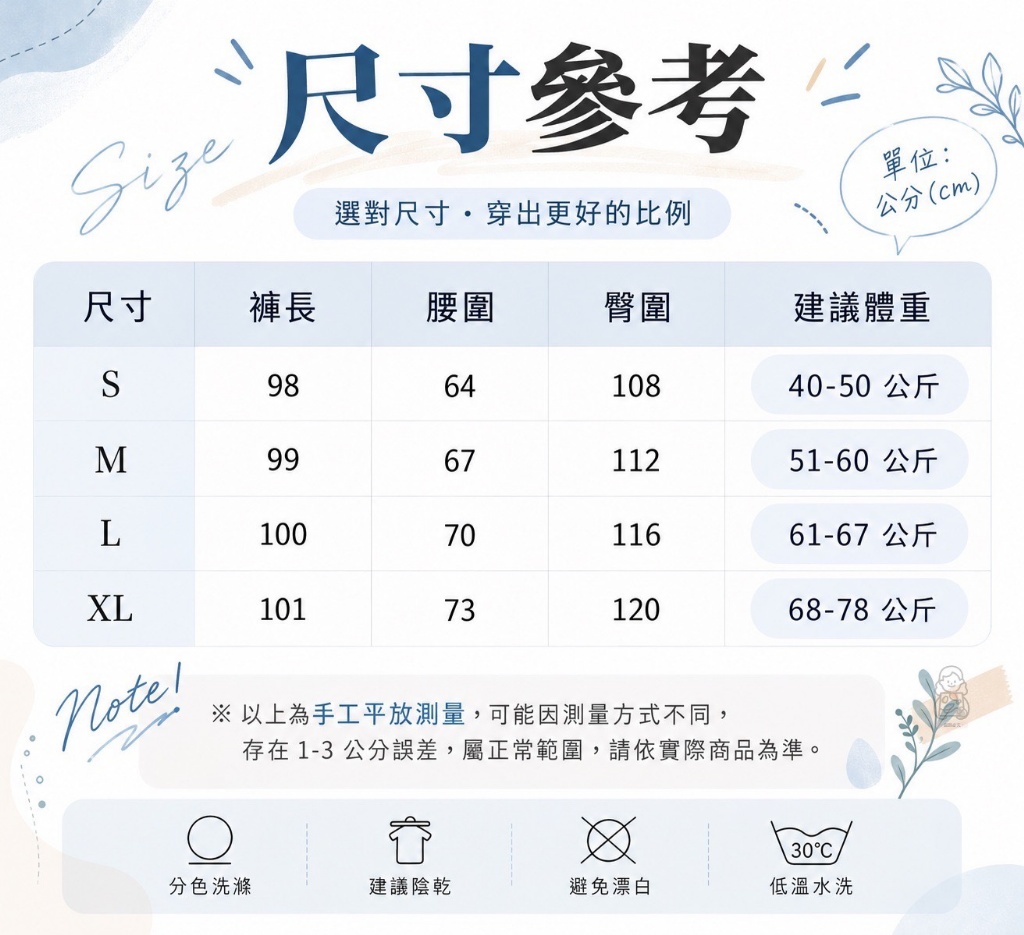 Size
尺寸參考
單位：
公分(cm)
選對尺寸・穿出更好的比例
尺寸 褲長 腰圍 臀圍 建議體重
S 98 64 108 40-50 公斤
M 99 67 112 51-60 公斤
L 100 70 116 61-67 公斤
XL 101 73 120 68-78 公斤
Note!
※ 以上為手工平放測量，可能因測量方式不同，
存在 1-3 公分誤差，屬正常範圍，請依實際商品為準。
30℃
分色洗滌 建議陰乾 避免漂白 低溫水洗